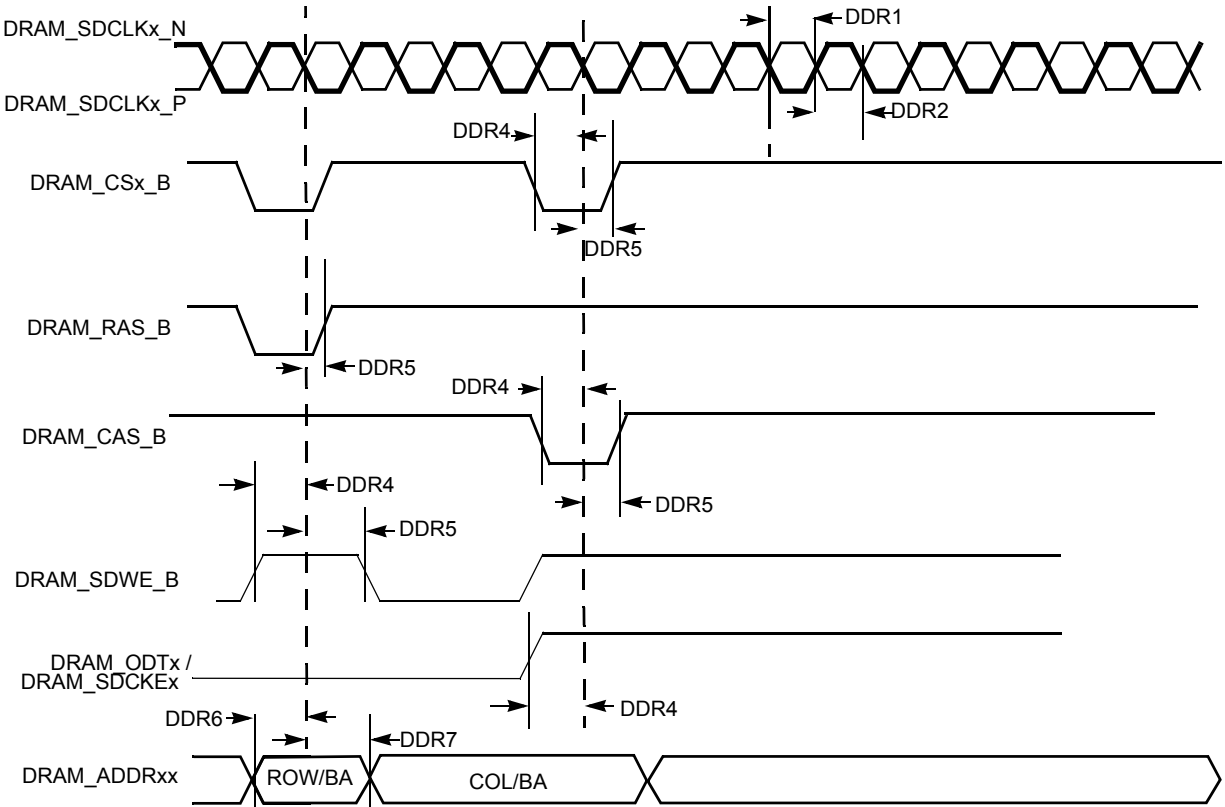 DRAM_SDCLKx_N
DDR1
DRAM_SDCLKx_P
DDR2
DDR4
DRAM_CSx_B
DDR5
DRAM_RAS_B
DDR5
DDR4
DRAM_CAS_B
DDR4
DDR5
DDR5
DRAM_SDWE_B
DRAM_ODTx /
DRAM_SDCKEx
DDR4
DDR6
DDR7
DRAM_ADDRxx
ROW/BA
COL/BA